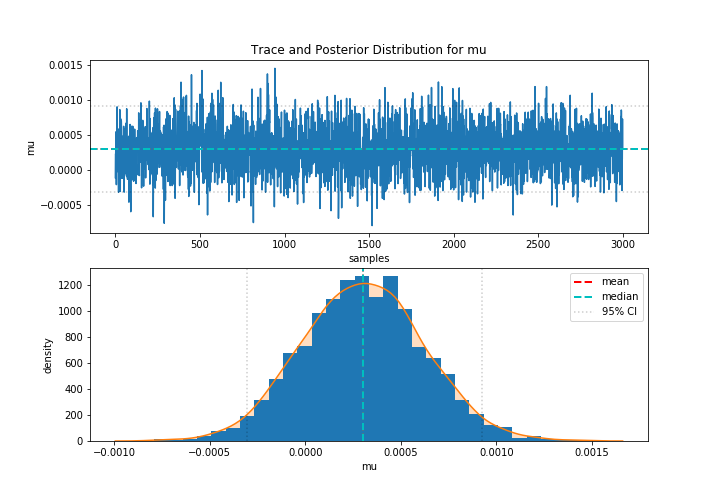 Trace and Posterior Distribution for mu
0.0015
0.0010
0.0005
0.0000
−0.0005
mu
0 500 1000 1500 2000 2500 3000
samples
1200
1000
800
600
400
200
0
density
mean
median
95% CI
−0.0010 −0.0005 0.0000 0.0005 0.0010 0.0015
mu